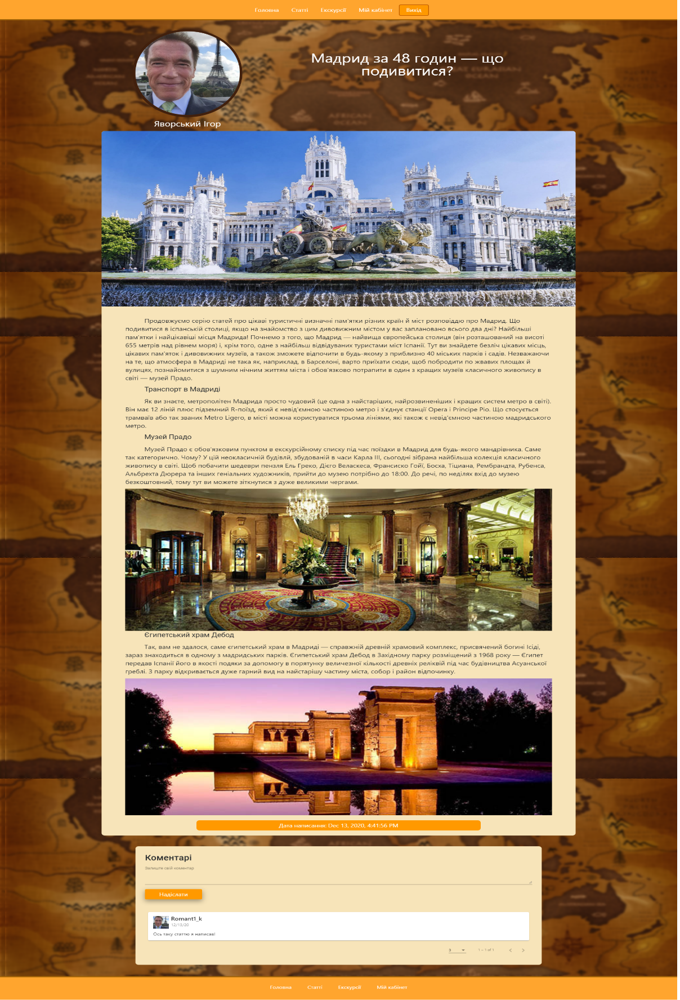 Головна Статті Екскурсії Мій кабінет Вихід
Мадрид за 48 годин — що
подивитися?
Яворський Ігор
Продовжуємо серію статей про цікаві туристичні визначні пам'ятки різних країн й міст розповіддю про Мадрид. Що
подивитися в іспанській столиці, якщо на знайомство з цим дивовижним містом у вас заплановано всього два дні? Найбільші
пам'ятки і найцікавіші місця Мадрида! Почнемо з того, що Мадрид — найвища європейська столиця (він розташований на висоті
655 метрів над рівнем моря) і, крім того, одне з найбільш відвідуваних туристами міст Іспанії. Тут ви знайдете безліч цікавих місць,
цікавих пам'яток і дивовижних музеїв, а також зможете відпочити в будь-якому з приблизно 40 міських парків і садів. Незважаючи
на те, що атмосфера в Мадриді не така як, наприклад, в Барселоні, варто приїхати сюди, щоб побродити по жвавих площах й
вулицях, познайомитися з шумним нічним життям міста і обов'язково потрапити в один з кращих музеїв класичного живопису в
світі — музей Прадо.
Транспорт в Мадриді
Як ви знаєте, метрополітен Мадрида просто чудовий (це одна з найстаріших, найрозвиненіших і кращих систем метро в світі).
Він має 12 ліній плюс підземний R-поїзд, який є невід'ємною частиною метро і з'єднує станції Opera і Principe Pio. Що стосується
трамваїв або так званих Metro Ligero, в місті можна користуватися трьома лініями, які також є невід'ємною частиною мадридського
метро.
Музей Прадо
Музей Прадо є обов'язковим пунктом в екскурсійному списку під час поїздки в Мадрид для будь-якого мандрівника. Саме
так категорично. Чому? У цій неокласичній будівлй, збудованій в часи Карла III, сьогодні зібрана найбільша колекція класичного
живопису в світі. Щоб побачити шедеври пензля Ель Греко, Дієго Веласкеса, Франсиско Гойї, Босха, Тіциана, Рембрандта, Рубенса,
Альбрехта Дюрера та інших геніальних художників, прийти до музею потрібно до 18:00. До речі, по неділях вхід до музею
безкоштовний, тому тут ви можете зіткнутися з дуже великими чергами.
Єгипетський храм Дебод
Так, вам не здалося, саме єгипетський храм в Мадриді — справжній древній храмовий комплекс, присвячений богині Ісіді,
зараз знаходиться в одному з мадридських парків. Єгипетський храм Дебод в Західному парку розміщений з 1968 року — Єгипет
передав Іспанії його в якості подяки за допомогу в порятунку величезної кількості древніх реліквій під час будівництва Асуанської
греблі. З парку відкривається дуже гарний вид на найстарішу частину міста, собор і район відпочинку.
Дата написання: Dec 13, 2020, 4:41:56 PM
Коментарі
Залиште свій коментар
Надіслати
Romant1_k
12/13/20
Ось таку статтю я написав!
3 1 – 1 of 1
Головна Статті Екскурсії Мій кабінет